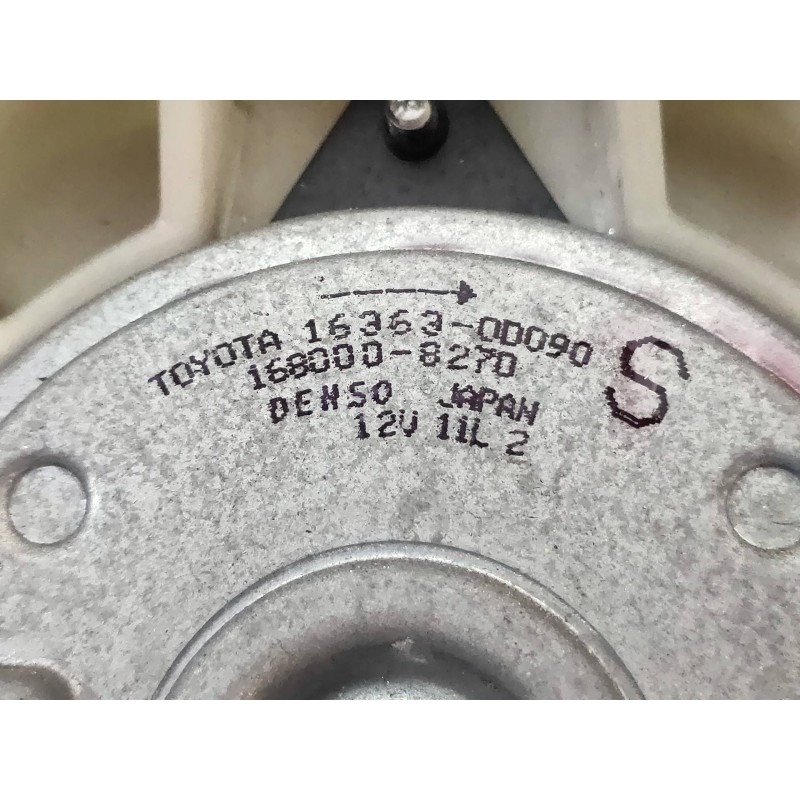 TOYOTA 16363-0D090
168000-8270
DENSO JAPAN
12V 11L 2
S